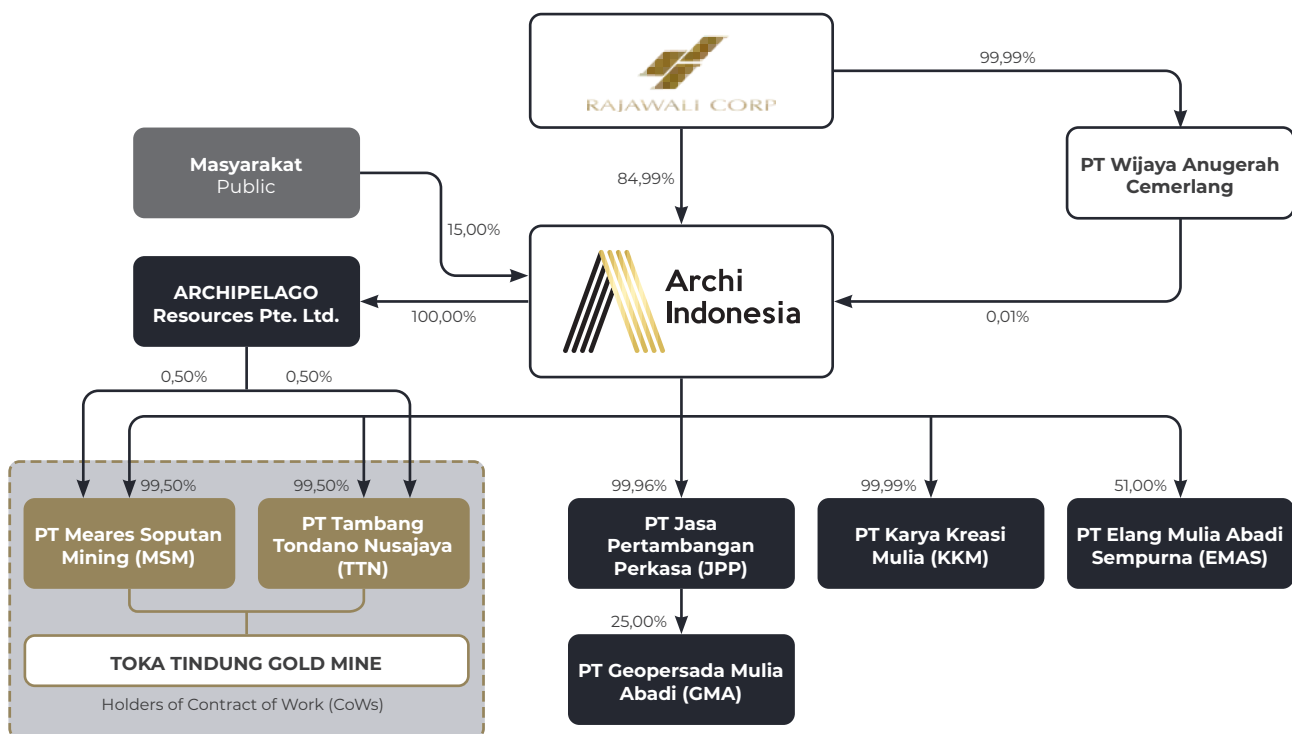 RAJAWALI CORP
99,99%
Masyarakat
Public
84,99%
PT Wijaya Anugerah
Cemerlang
15,00%
ARCHIPELAGO
Resources Pte. Ltd.
100,00%
Archi
Indonesia
0,01%
0,50%
0,50%
99,50%
99,50%
99,96%
99,99%
51,00%
PT Meares Soputan
Mining (MSM)
PT Tambang
Tondano Nusajaya
(TTN)
PT Jasa
Pertambangan
Perkasa (JPP)
PT Karya Kreasi
Mulia (KKM)
PT Elang Mulia Abadi
Sempurna (EMAS)
25,00%
TOKA TINDUNG GOLD MINE
Holders of Contract of Work (CoWs)
PT Geopersada Mulia
Abadi (GMA)